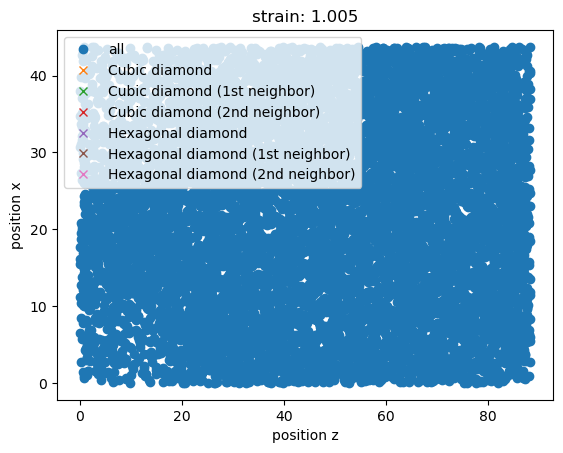 strain: 1.005
all
Cubic diamond
Cubic diamond (1st neighbor)
Cubic diamond (2nd neighbor)
Hexagonal diamond
Hexagonal diamond (1st neighbor)
Hexagonal diamond (2nd neighbor)
position x
40
30
20
10
0
0 20 40 60 80
position z